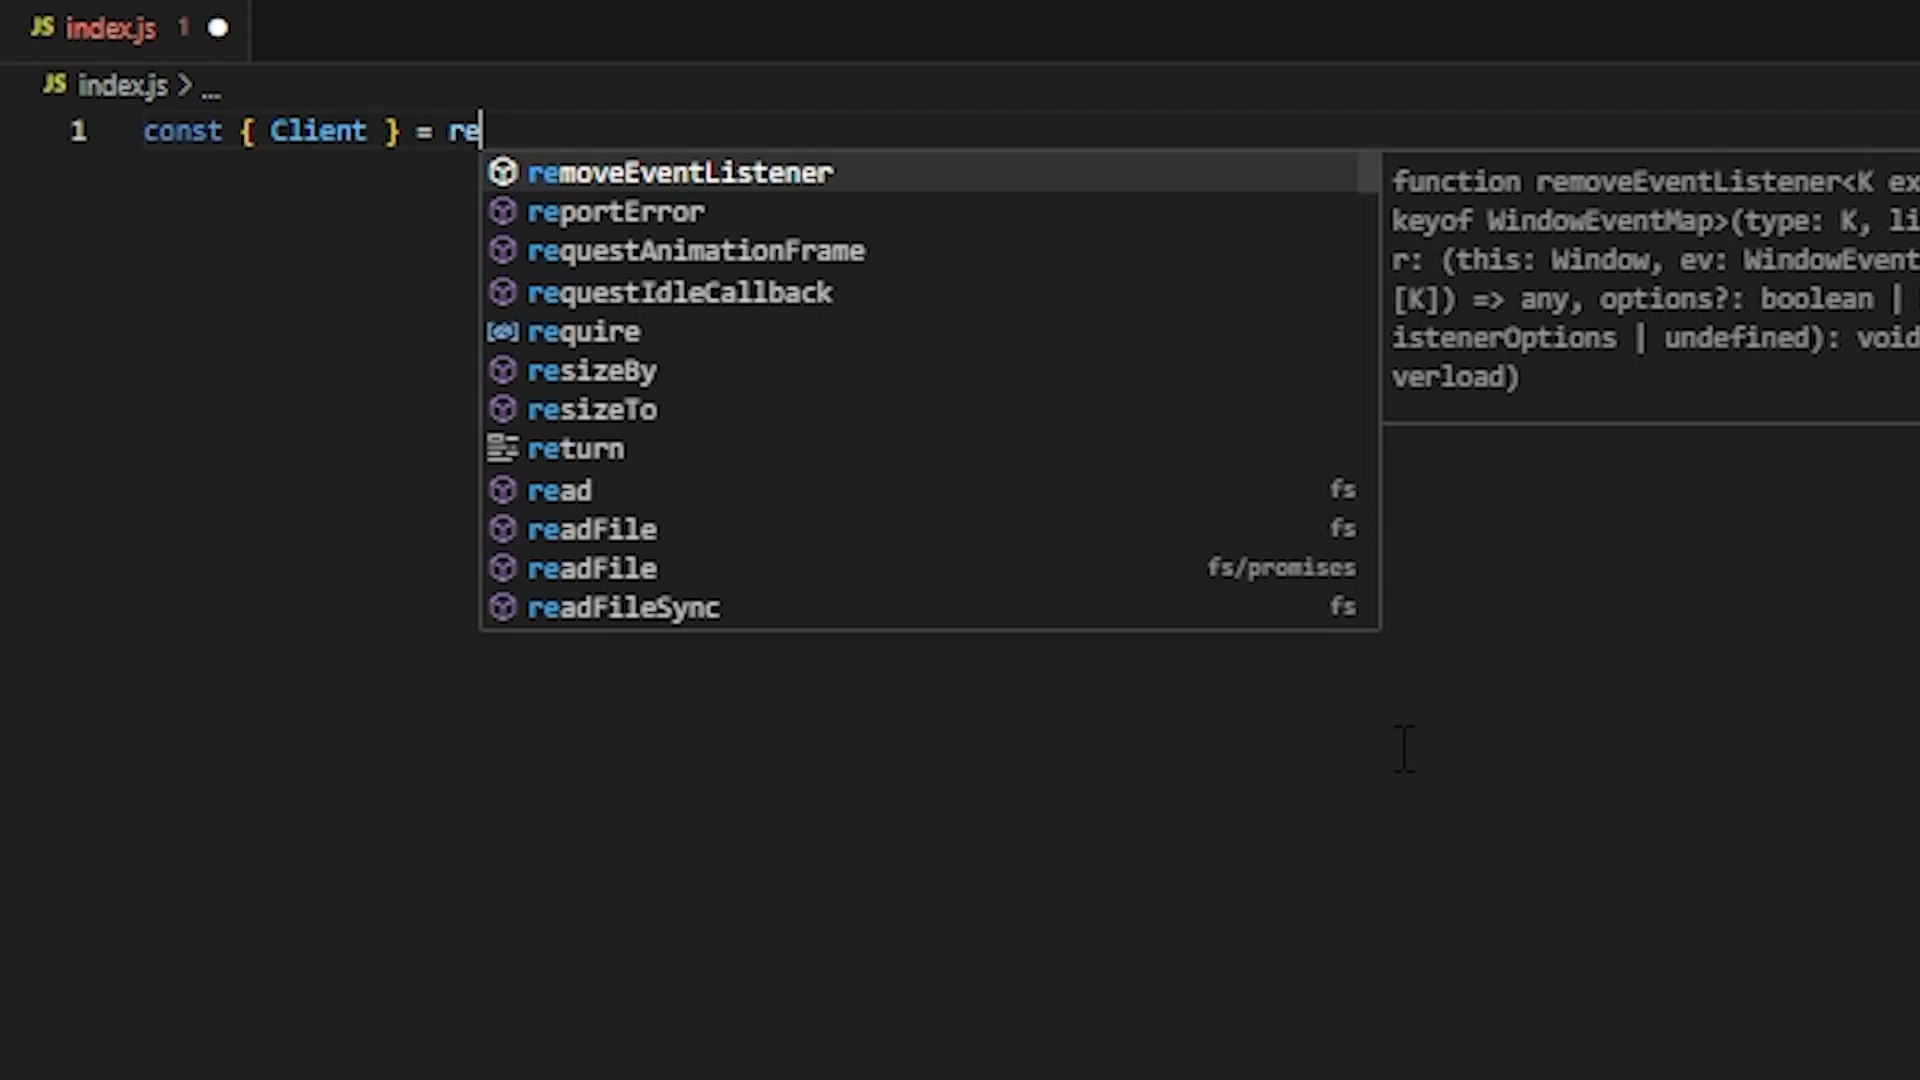 JS index.js 1
JS index.js > ...
1 const { Client } = re
removeEventListener
reportError
requestAnimationFrame
requestIdleCallback
require
resizeBy
resizeTo
return
read fs
readFile fs
readFile fs/promises
readFileSync fs
function removeEventListener<K ex
keyof WindowEventMap>(type: K, li
r: (this: Window, ev: WindowEvent
[K]) => any, options?: boolean |
istenerOptions | undefined): void
verload)